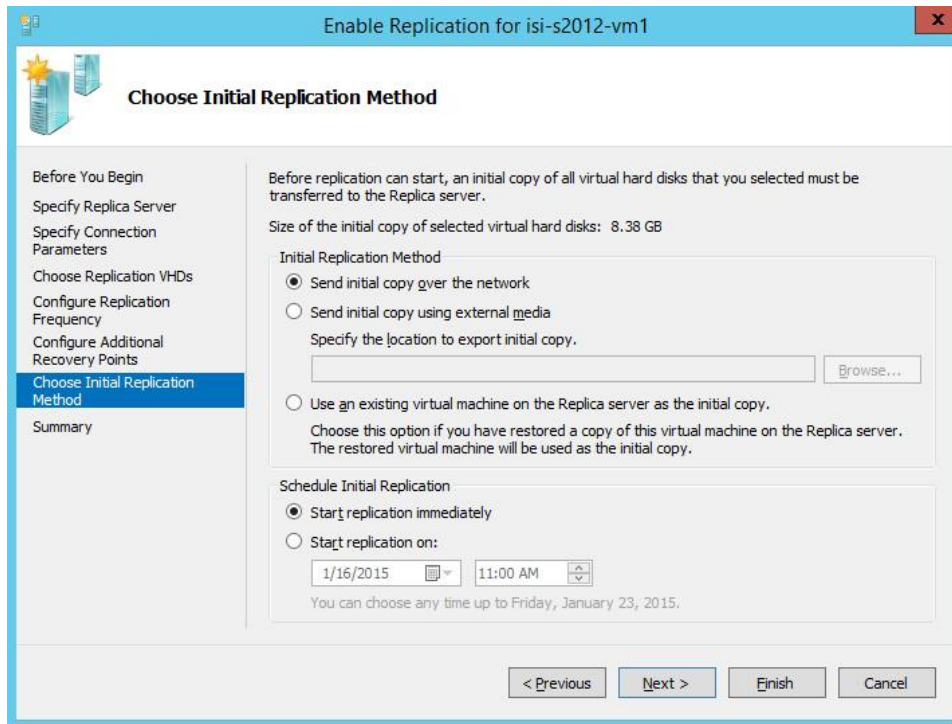 Enable Replication for isi-s2012-vm1
x
Choose Initial Replication Method
Before You Begin
Specify Replica Server
Specify Connection
Parameters
Choose Replication VHDs
Configure Replication
Frequency
Configure Additional
Recovery Points
Choose Initial Replication
Method
Summary
Before replication can start, an initial copy of all virtual hard disks that you selected must be
transferred to the Replica server.
Size of the initial copy of selected virtual hard disks: 8.38 GB
Initial Replication Method
Send initial copy over the network
Send initial copy using external media
Specify the location to export initial copy.
Browse...
Use an existing virtual machine on the Replica server as the initial copy.
Choose this option if you have restored a copy of this virtual machine on the Replica server.
The restored virtual machine will be used as the initial copy.
Schedule Initial Replication
Start replication immediately
Start replication on:
1/16/2015 11:00 AM
You can choose any time up to Friday, January 23, 2015.
< Previous Next > Finish Cancel